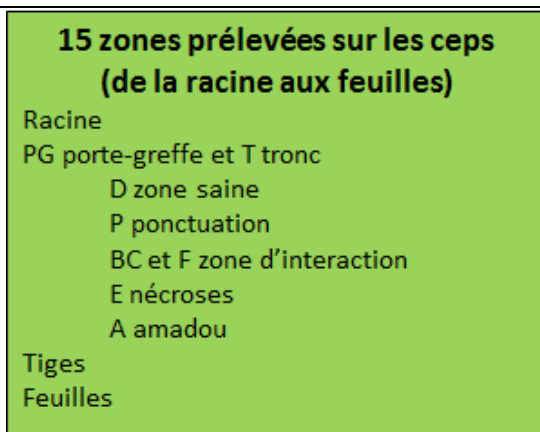 15 zones prélevées sur les ceps
(de la racine aux feuilles)
Racine
PG porte-greffe et T tronc
D zone saine
P ponctuation
BC et F zone d'interaction
E nécroses
A amadou
Tiges
Feuilles